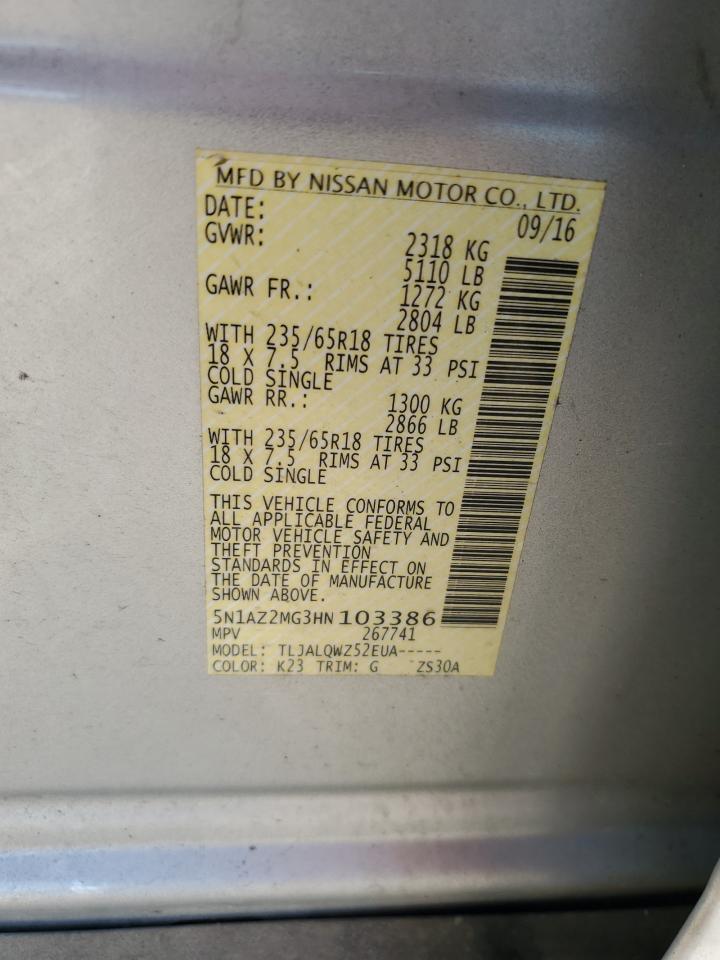 MFD BY NISSAN MOTOR CO., LTD.
DATE: 09/16
GVWR: 2318 KG
5110 LB
GAWR FR.: 1272 KG
2804 LB
WITH 235/65R18 TIRES
18 X 7.5 RIMS AT 33 PSI
COLD SINGLE
GAWR RR.: 1300 KG
2866 LB
WITH 235/65R18 TIRES
18 X 7.5 RIMS AT 33 PSI
COLD SINGLE
THIS VEHICLE CONFORMS TO
ALL APPLICABLE FEDERAL
MOTOR VEHICLE SAFETY AND
THEFT PREVENTION
STANDARDS IN EFFECT ON
THE DATE OF MANUFACTURE
SHOWN ABOVE.
5N1AZ2MG3HN103386
MPV 267741
MODEL: TLJALQWZ52EUA-----
COLOR: K23 TRIM: G ZS30A